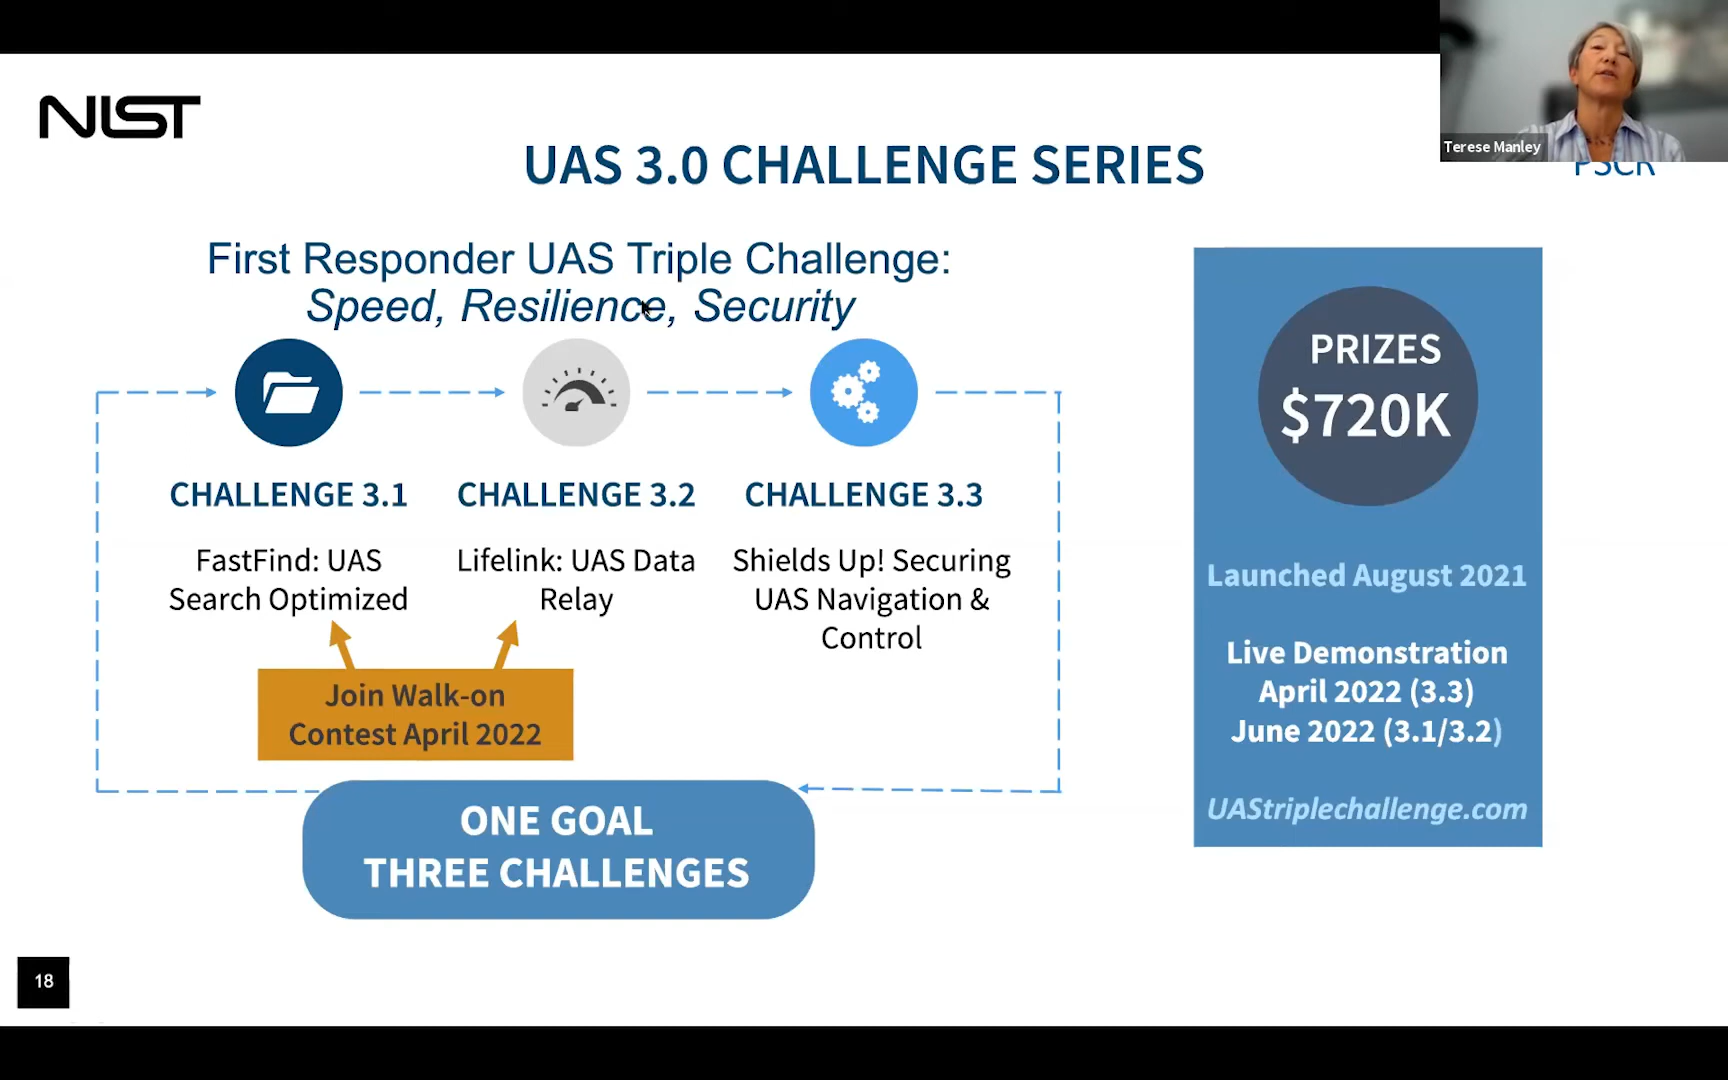 NIST
Terese Manley
PSCR
UAS 3.0 CHALLENGE SERIES
First Responder UAS Triple Challenge:
Speed, Resilience, Security
CHALLENGE 3.1
FastFind: UAS
Search Optimized
CHALLENGE 3.2
Lifelink: UAS Data
Relay
CHALLENGE 3.3
Shields Up! Securing
UAS Navigation &
Control
Join Walk-on
Contest April 2022
ONE GOAL
THREE CHALLENGES
PRIZES
$720K
Launched August 2021
Live Demonstration
April 2022 (3.3)
June 2022 (3.1/3.2)
UAStriplechallenge.com
18